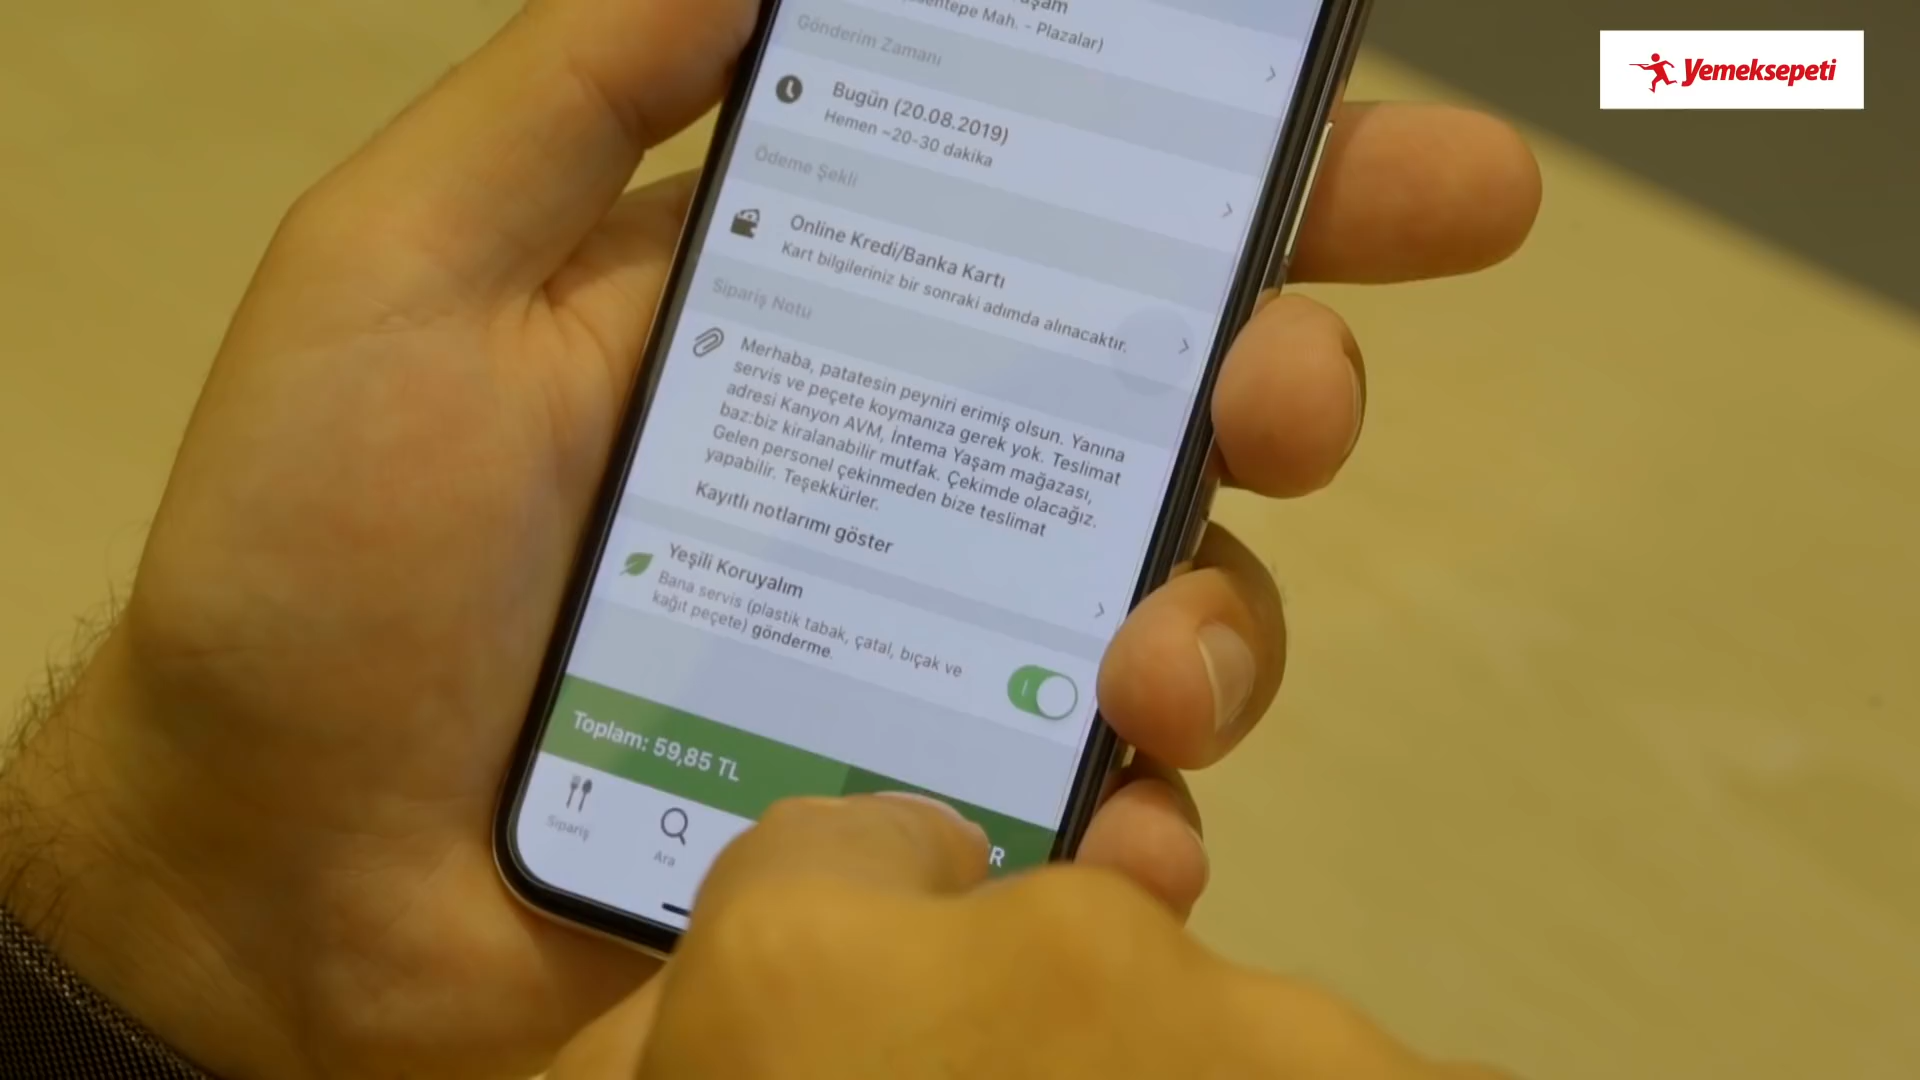 Yemeksepeti
Mah. - Plazalar)
Gönderim Zamanı
Bugün (20.08.2019)
Hemen ~20-30 dakika
Ödeme Şekli
Online Kredi/Banka Kartı
Kart bilgileriniz bir sonraki adımda alınacaktır.
Sipariş Notu
Merhaba, patatesin peyniri erimiş olsun. Yanına
servis ve peçete koymanıza gerek yok. Teslimat
adresi Kanyon AVM, İntema Yaşam mağazası,
baz:biz kiralanabilir mutfak. Çekimde olacağız.
Gelen personel çekinmeden bize teslimat
yapabilir. Teşekkürler.
Kayıtlı notlarımı göster
Yeşili Koruyalım
Bana servis (plastik tabak, çatal, bıçak ve
kağıt peçete) gönderme.
Toplam: 59,85 TL
Sipariş
Ara